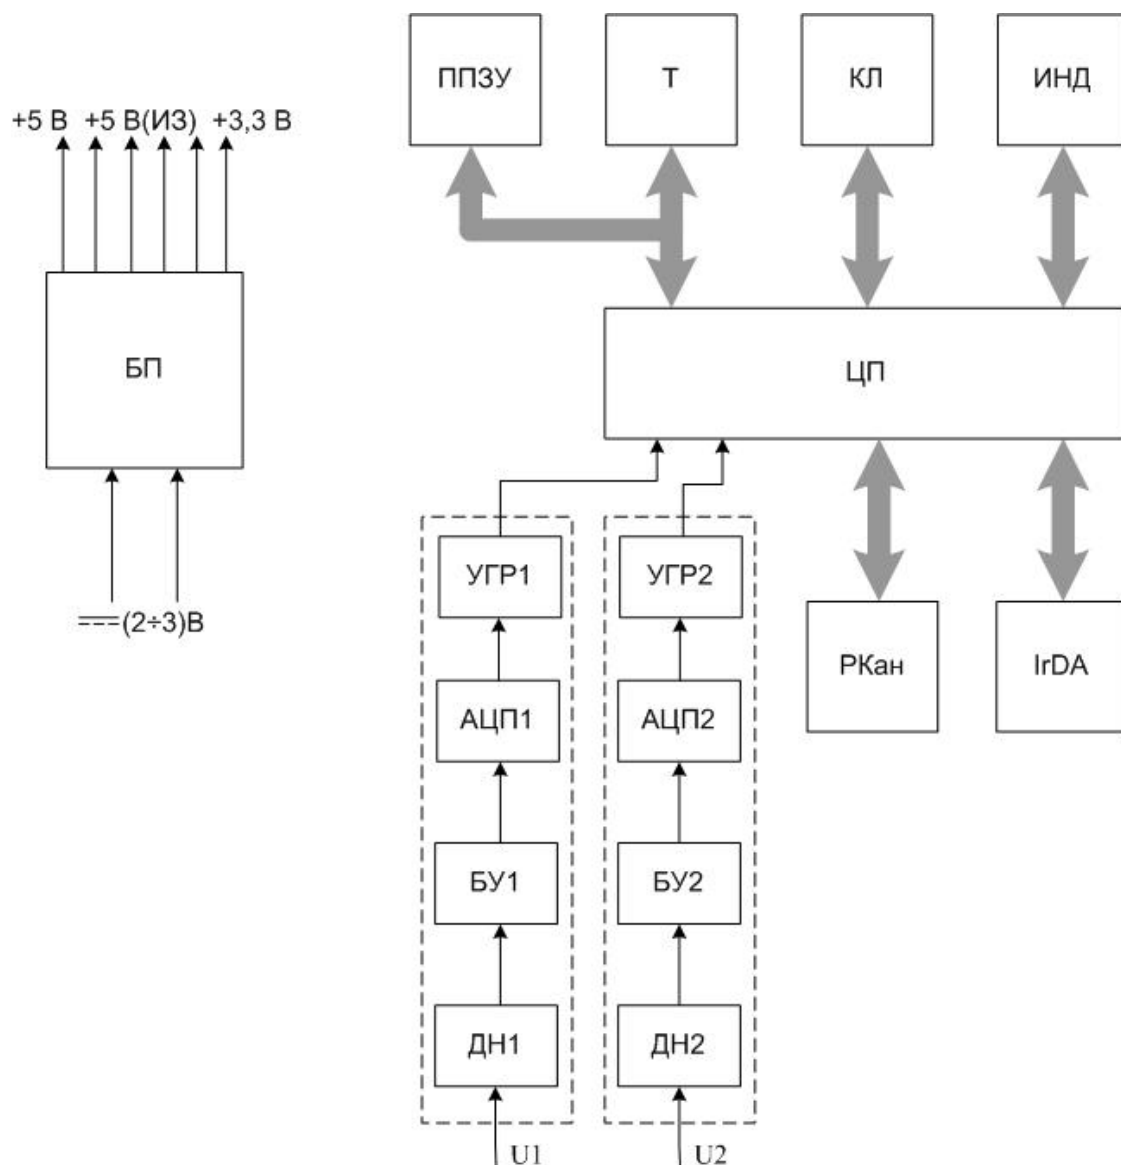 ППЗУ Т КЛ ИНД
+5 В +5 В(ИЗ) +3,3 В
БП
ЦП
УГР1 УГР2
(2÷3)В
РКан IrDA
АЦП1 АЦП2
БУ1 БУ2
ДН1 ДН2
U1 U2